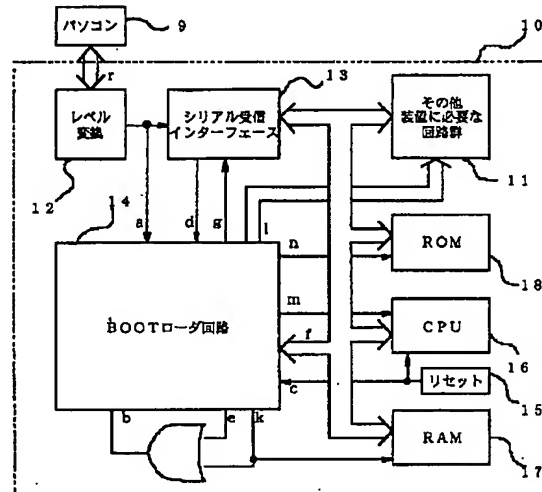 パソコン
9
10
r
13
レベル
変換
シリアル受信
インターフェース
その他
装置に必要な
回路群
12
14
11
a
d
g
l
n
ROM
18
m
BOOTローダ回路
f
CPU
16
c
リセット
15
b
e
k
RAM
17